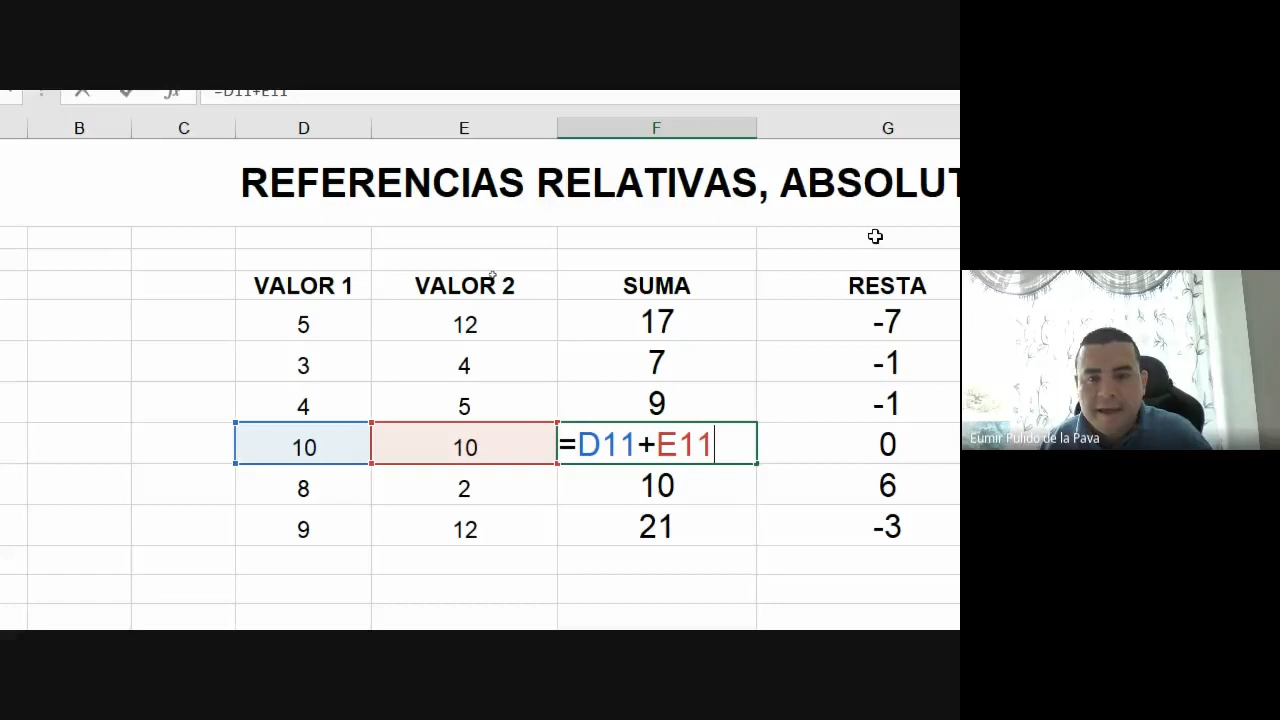 =D11+E11
B C D E F G
REFERENCIAS RELATIVAS, ABSOLUT
VALOR 1 VALOR 2 SUMA RESTA
5 12 17 -7
3 4 7 -1
4 5 9 -1
10 10 =D11+E11 0
8 2 10 6
9 12 21 -3
Eumir Pulido de la Pava